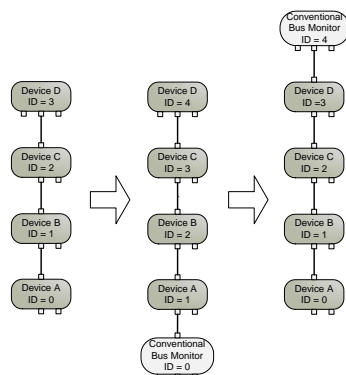 Device D
ID = 3
Device C
ID = 2
Device B
ID = 1
Device A
ID = 0
Device D
ID = 4
Device C
ID = 3
Device B
ID = 2
Device A
ID = 1
Conventional
Bus Monitor
ID = 0
Conventional
Bus Monitor
ID = 4
Device D
ID =3
Device C
ID = 2
Device B
ID = 1
Device A
ID = 0